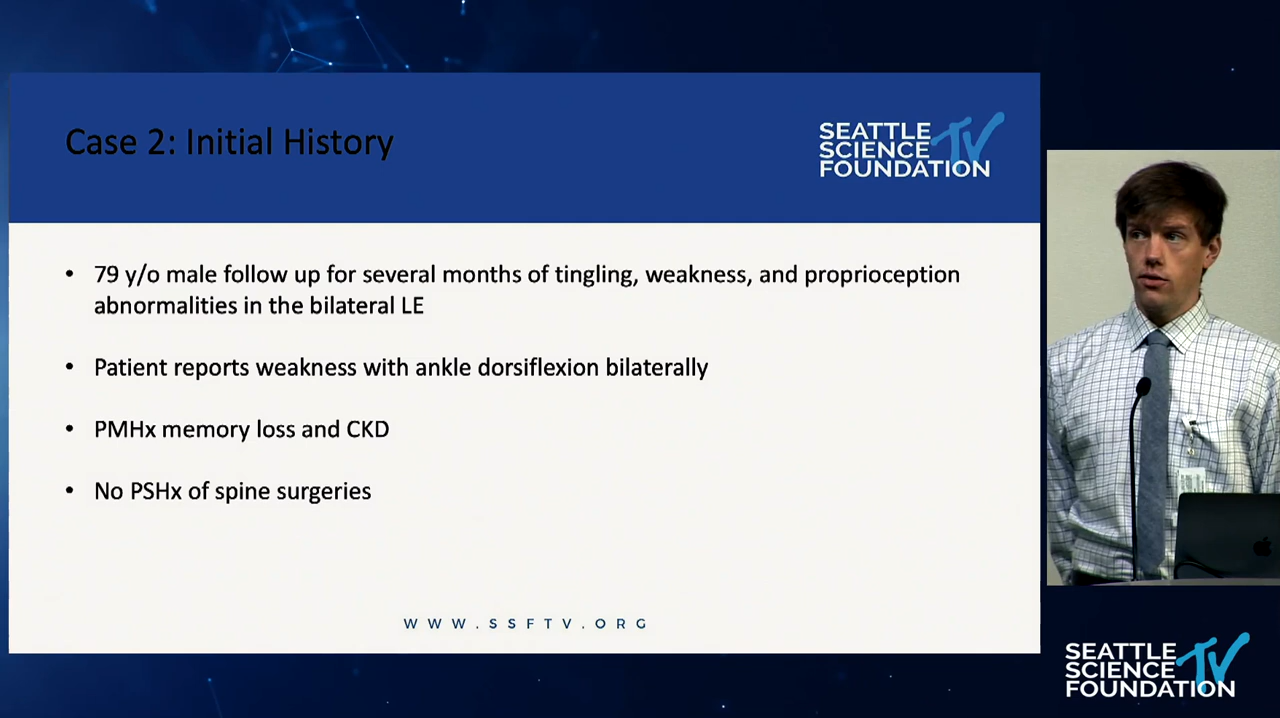 Case 2: Initial History
SEATTLE
SCIENCE TV
FOUNDATION
• 79 y/o male follow up for several months of tingling, weakness, and proprioception
abnormalities in the bilateral LE
• Patient reports weakness with ankle dorsiflexion bilaterally
• PMHx memory loss and CKD
• No PSHx of spine surgeries
WWW.SSFTV.ORG
SEATTLE
SCIENCE TV
FOUNDATION